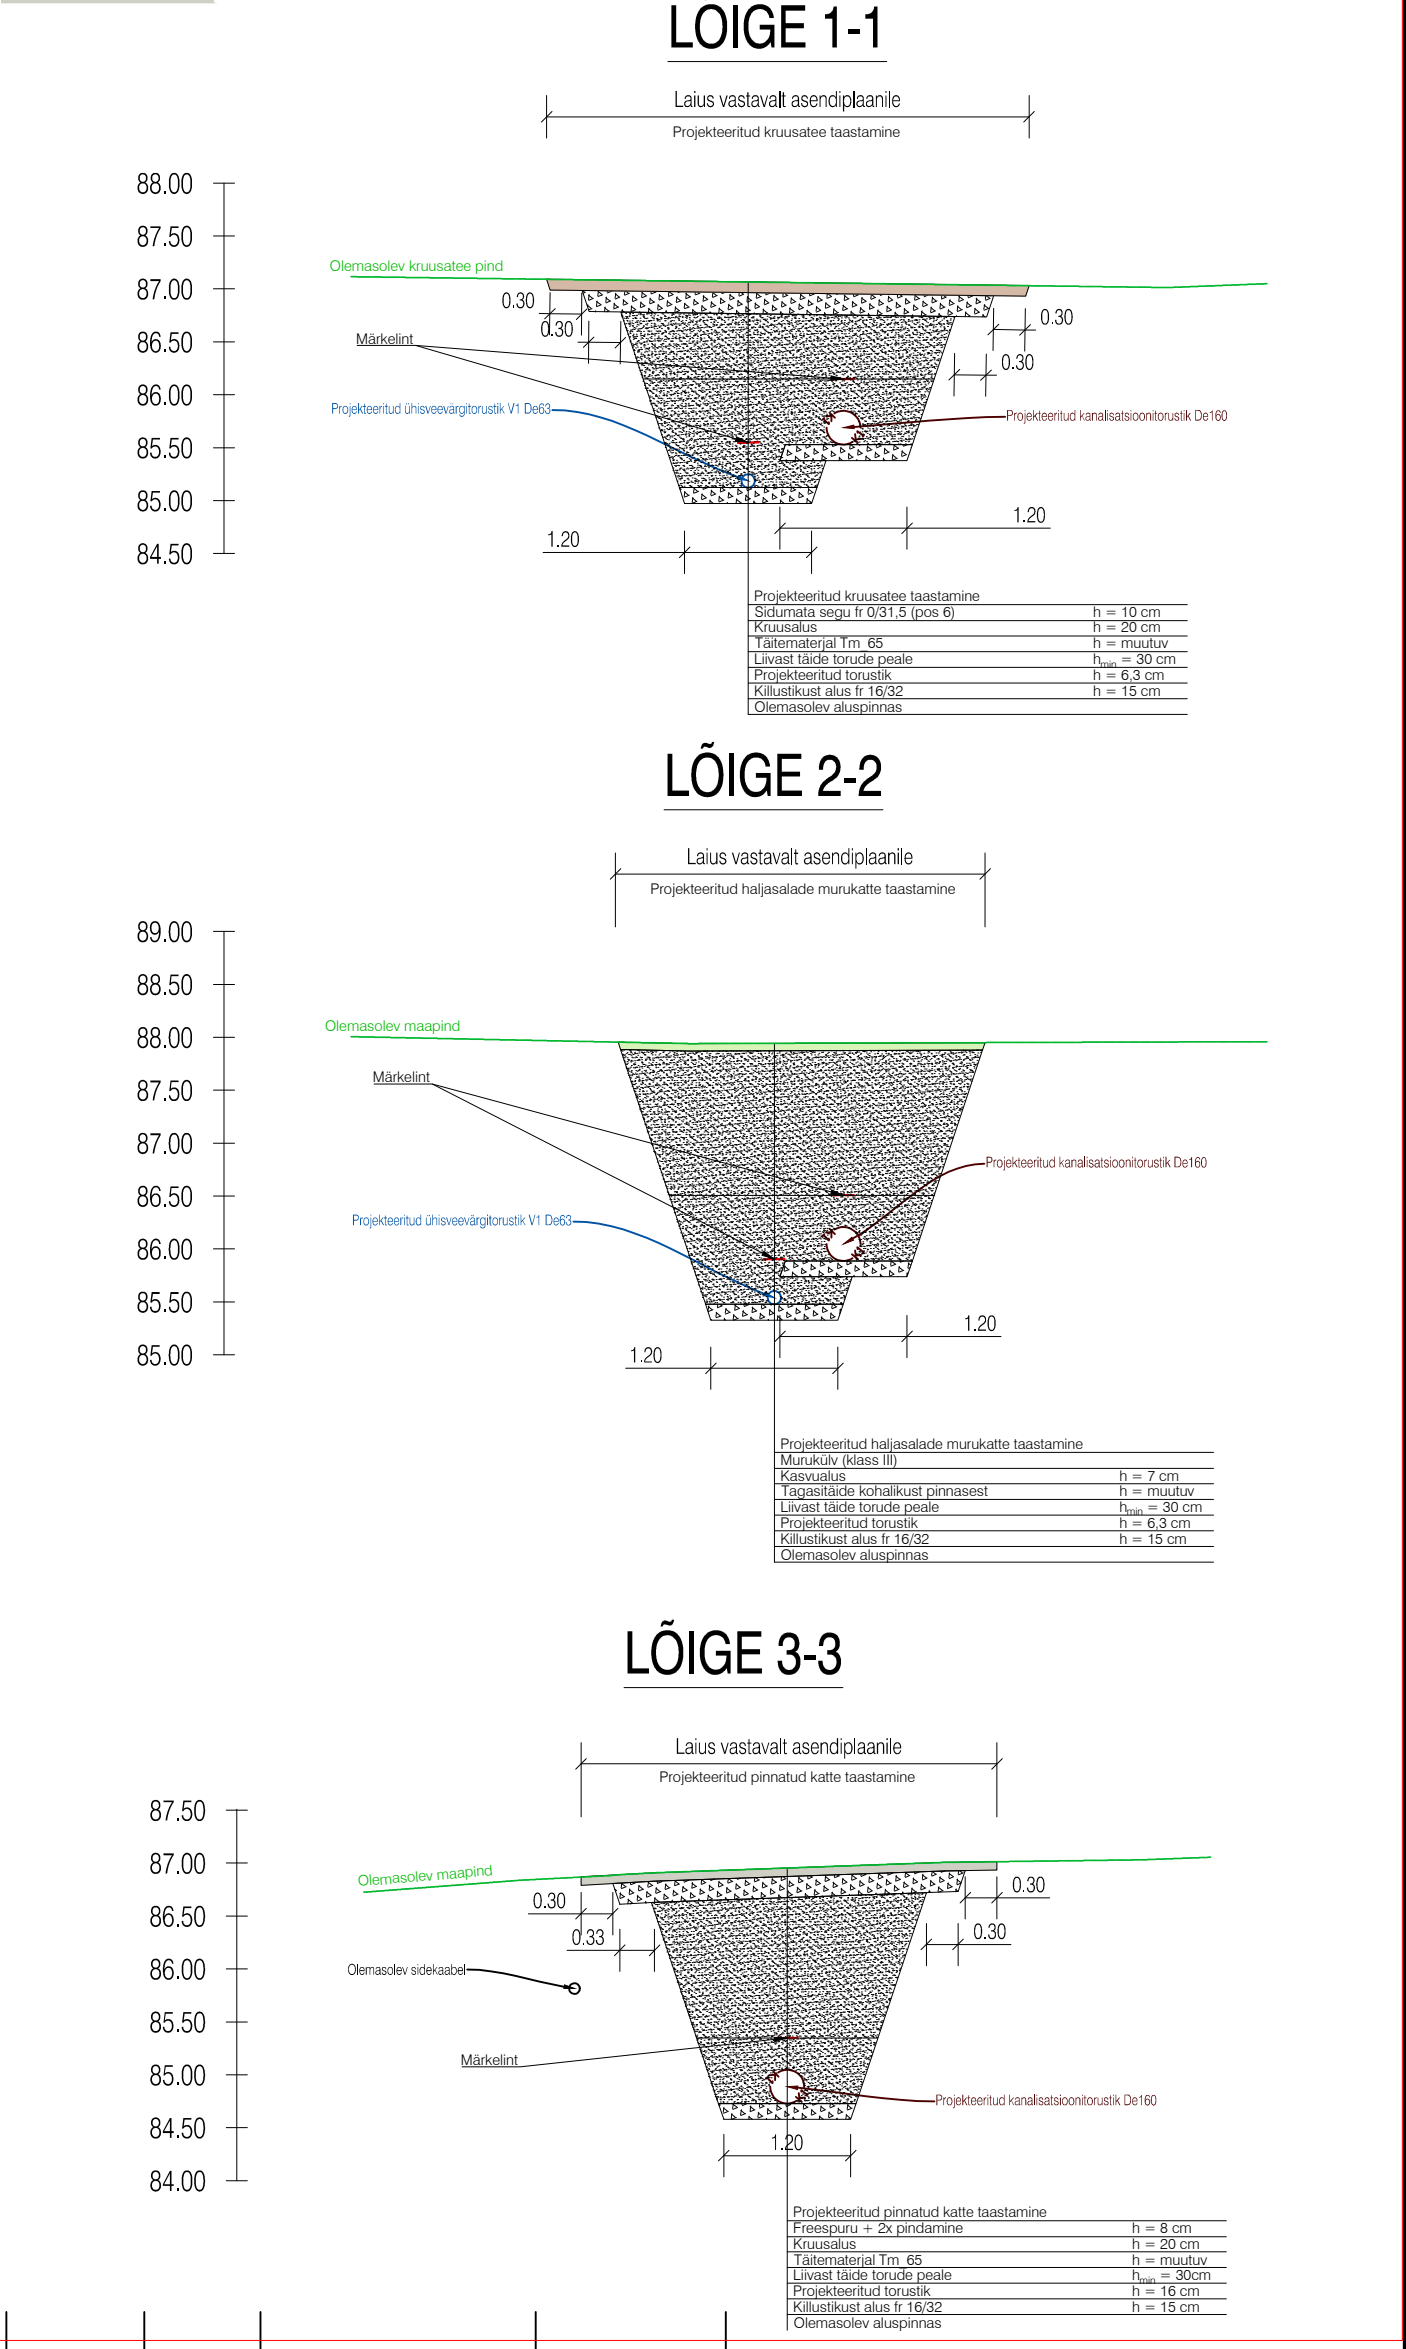 LÕIGE 1-1
Laius vastavalt asendiplaanile
Projekteeritud kruusatee taastamine
88.00
87.50
87.00
86.50
86.00
85.50
85.00
84.50
Olemasolev kruusatee pind
0.30
0.30
0.30
0.30
Märkelint
Projekteeritud ühisveevärgitorustik V1 De63
K1
K1
Projekteeritud kanalisatsioonitorustik De160
1.20
1.20
Projekteeritud kruusatee taastamine
Sidumata segu fr 0/31,5 (pos 6) h = 10 cm
Kruusalus h = 20 cm
Täitematerjal Tm_65 h = muutuv
Liivast täide torude peale hmin = 30 cm
Projekteeritud torustik h = 6,3 cm
Killustikust alus fr 16/32 h = 15 cm
Olemasolev aluspinnas
LÕIGE 2-2
Laius vastavalt asendiplaanile
Projekteeritud haljasalade murukatte taastamine
89.00
88.50
88.00
87.50
87.00
86.50
86.00
85.50
85.00
Olemasolev maapind
Märkelint
Projekteeritud kanalisatsioonitorustik De160
Projekteeritud ühisveevärgitorustik V1 De63
K1
K1
1.20
1.20
Projekteeritud haljasalade murukatte taastamine
Murukülv (klass III)
Kasvualus h = 7 cm
Tagasitäide kohalikust pinnasest h = muutuv
Liivast täide torude peale hmin = 30 cm
Projekteeritud torustik h = 6,3 cm
Killustikust alus fr 16/32 h = 15 cm
Olemasolev aluspinnas
LÕIGE 3-3
Laius vastavalt asendiplaanile
Projekteeritud pinnatud katte taastamine
87.50
87.00
86.50
86.00
85.50
85.00
84.50
84.00
Olemasolev maapind
0.30
0.30
0.33
0.30
Olemasolev sidekaabel
Märkelint
K1
K1
Projekteeritud kanalisatsioonitorustik De160
1.20
Projekteeritud pinnatud katte taastamine
Freespuru + 2x pindamine h = 8 cm
Kruusalus h = 20 cm
Täitematerjal Tm_65 h = muutuv
Liivast täide torude peale hmin = 30cm
Projekteeritud torustik h = 16 cm
Killustikust alus fr 16/32 h = 15 cm
Olemasolev aluspinnas